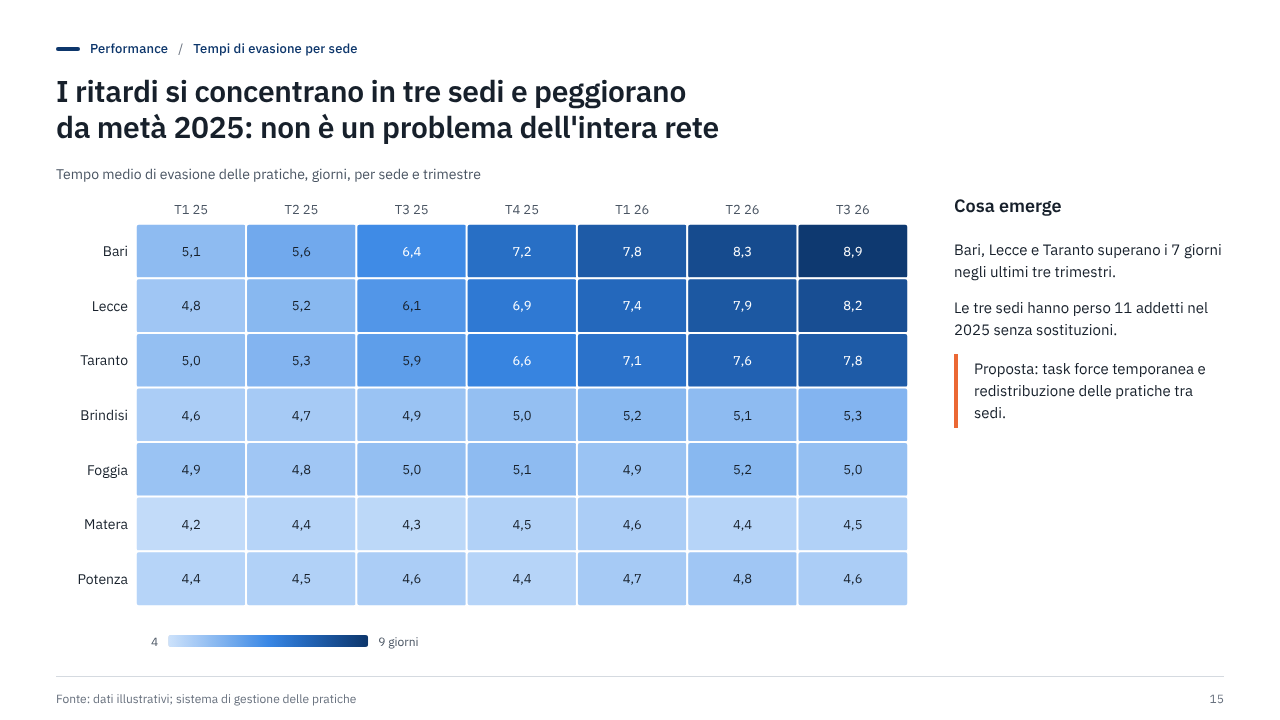 Performance / Tempi di evasione per sede
I ritardi si concentrano in tre sedi e peggiorano
da metà 2025: non è un problema dell'intera rete
Tempo medio di evasione delle pratiche, giorni, per sede e trimestre
T1 25 T2 25 T3 25 T4 25 T1 26 T2 26 T3 26
Bari 5,1 5,6 6,4 7,2 7,8 8,3 8,9
Lecce 4,8 5,2 6,1 6,9 7,4 7,9 8,2
Taranto 5,0 5,3 5,9 6,6 7,1 7,6 7,8
Brindisi 4,6 4,7 4,9 5,0 5,2 5,1 5,3
Foggia 4,9 4,8 5,0 5,1 4,9 5,2 5,0
Matera 4,2 4,4 4,3 4,5 4,6 4,4 4,5
Potenza 4,4 4,5 4,6 4,4 4,7 4,8 4,6
4 9 giorni
Cosa emerge
Bari, Lecce e Taranto superano i 7 giorni
negli ultimi tre trimestri.
Le tre sedi hanno perso 11 addetti nel
2025 senza sostituzioni.
Proposta: task force temporanea e
redistribuzione delle pratiche tra
sedi.
Fonte: dati illustrativi; sistema di gestione delle pratiche
15